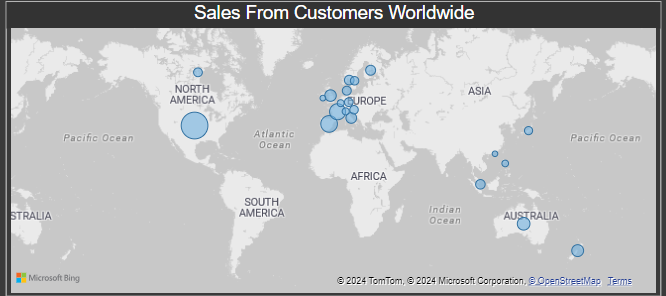 Sales From Customers Worldwide
NORTH
AMERICA
EUROPE
ASIA
Pacific Ocean
Atlantic
Ocean
Pacific Ocean
AFRICA
SOUTH
AMERICA
Indian
Ocean
STRALIA
AUSTRALIA
Microsoft Bing
© 2024 TomTom, © 2024 Microsoft Corporation, © OpenStreetMap Terms